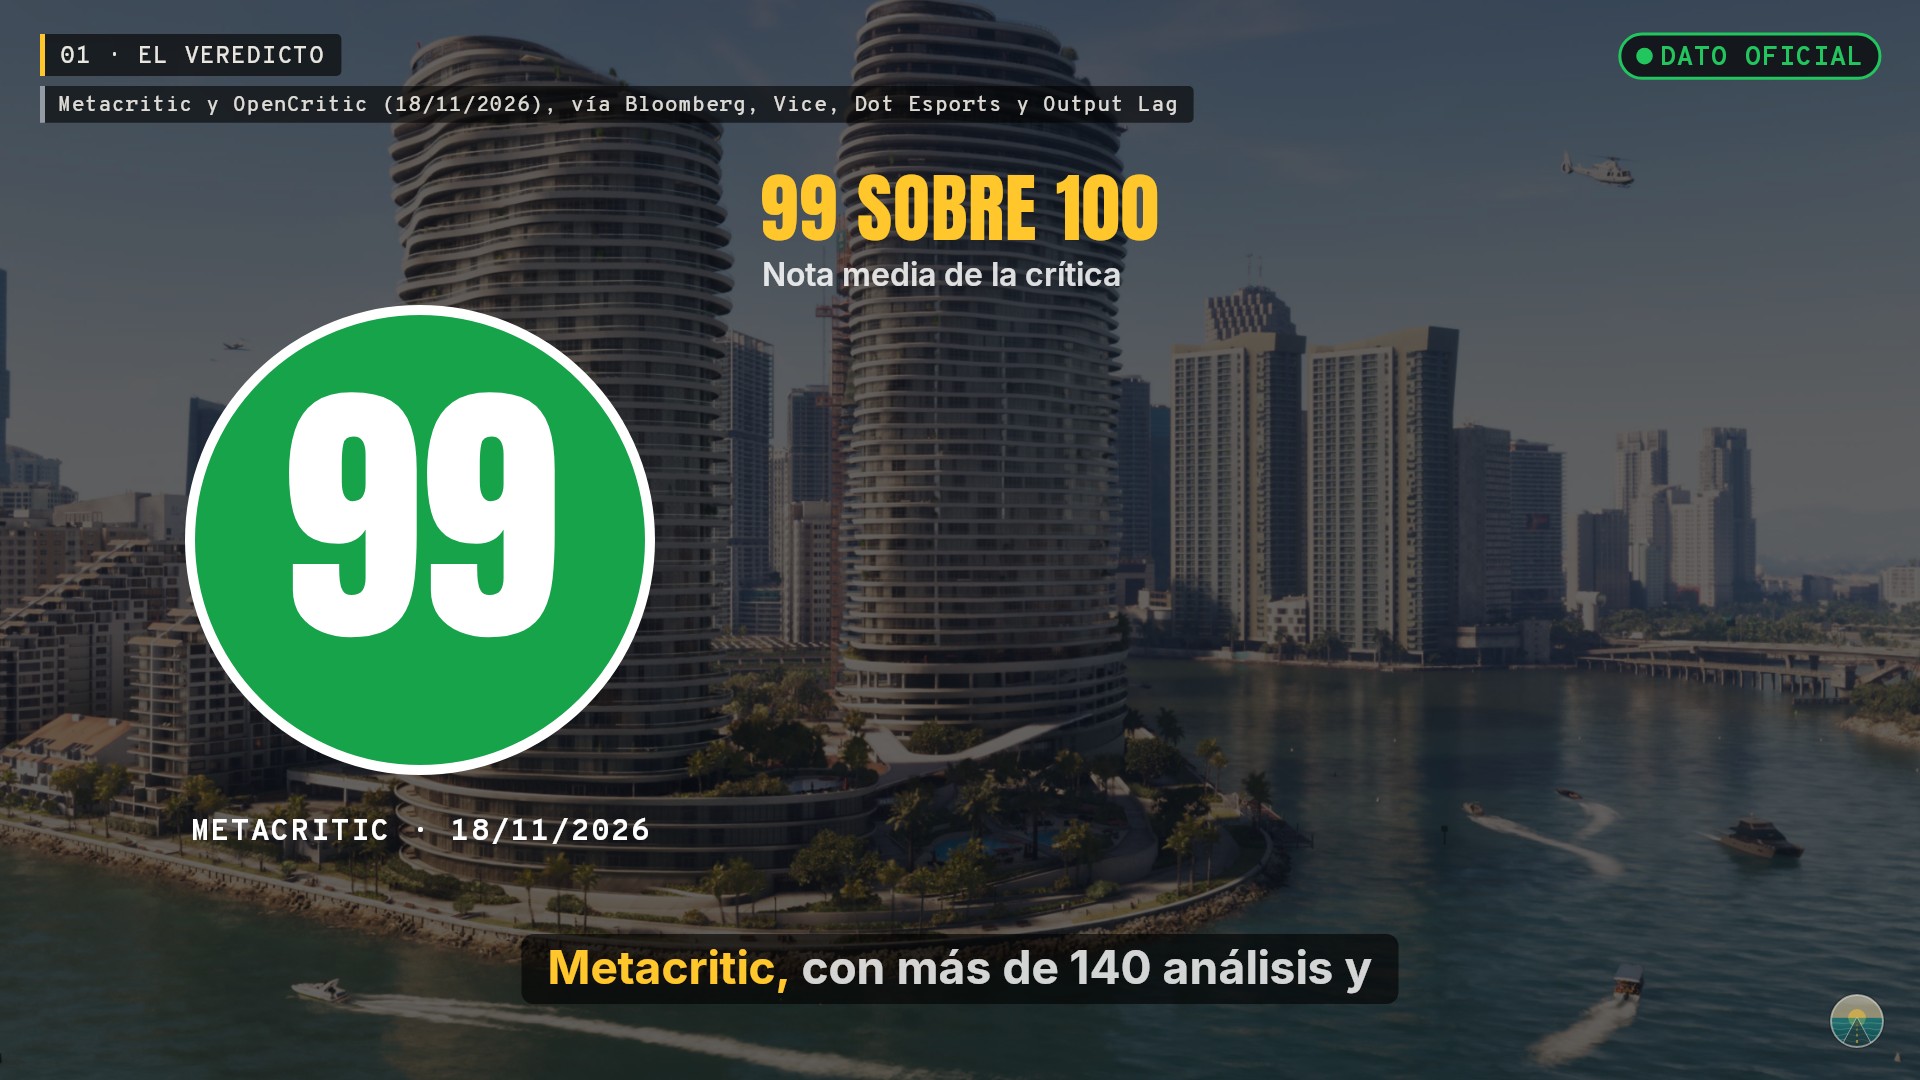 01 · EL VEREDICTO
DATO OFICIAL
Metacritic y OpenCritic (18/11/2026), vía Bloomberg, Vice, Dot Esports y Output Lag
99 SOBRE 100
Nota media de la crítica
99
METACRITIC · 18/11/2026
Metacritic, con más de 140 análisis y